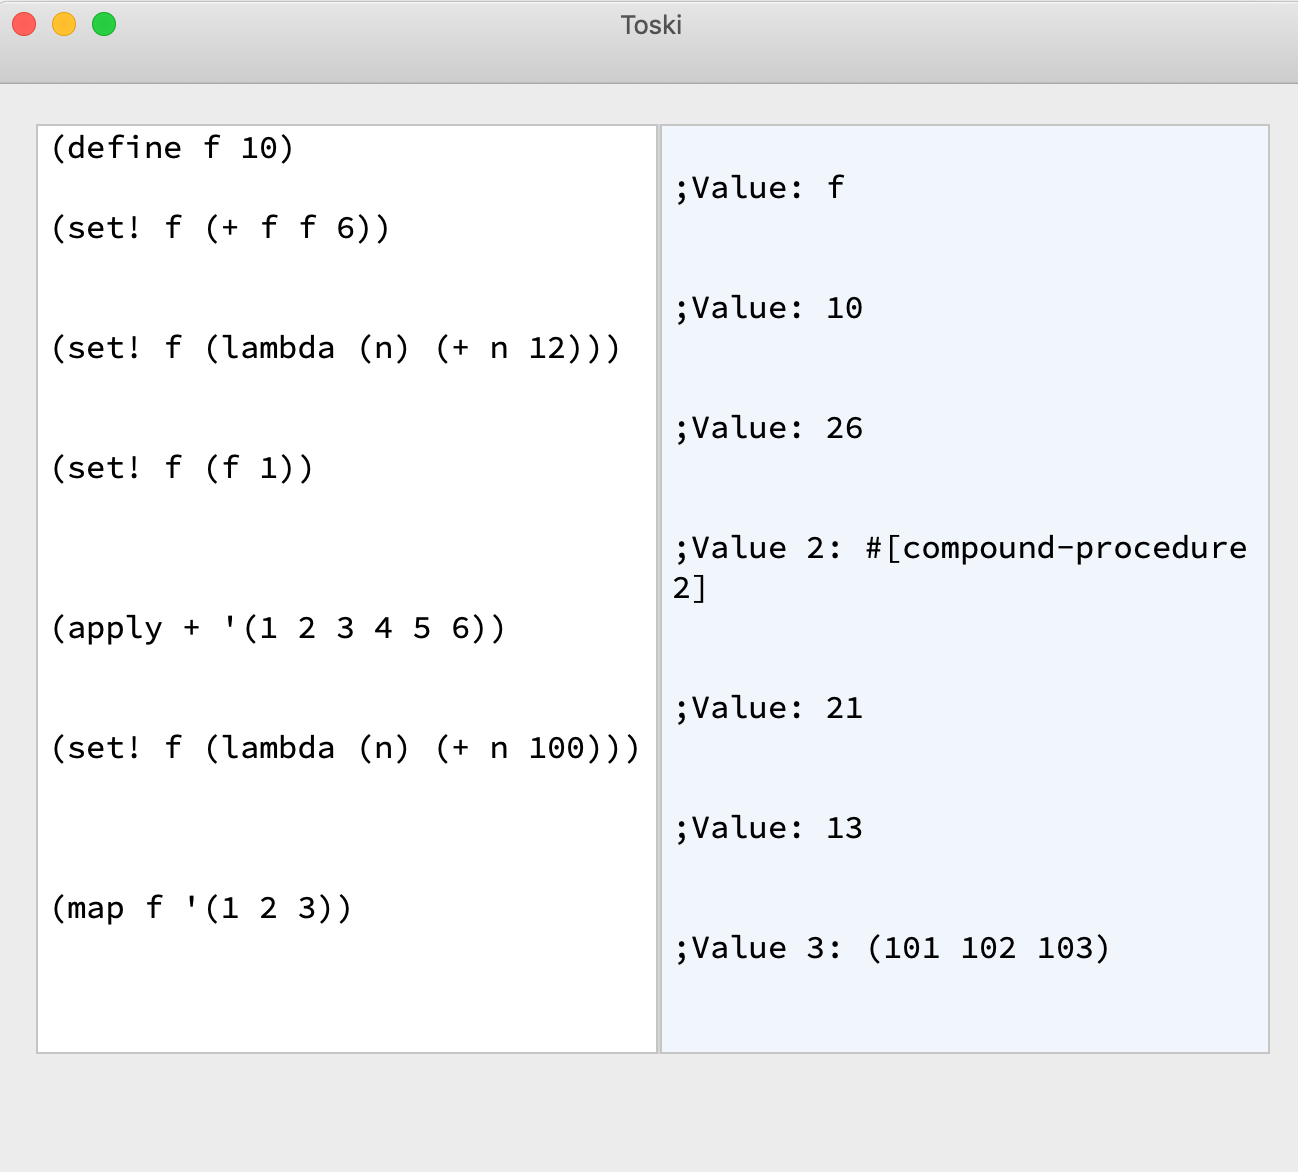 Toski
(define f 10)
(set! f (+ f f 6))
(set! f (lambda (n) (+ n 12)))
(set! f (f 1))
(apply + '(1 2 3 4 5 6))
(set! f (lambda (n) (+ n 100)))
(map f '(1 2 3))
;Value: f
;Value: 10
;Value: 26
;Value 2: #[compound-procedure
2]
;Value: 21
;Value: 13
;Value 3: (101 102 103)